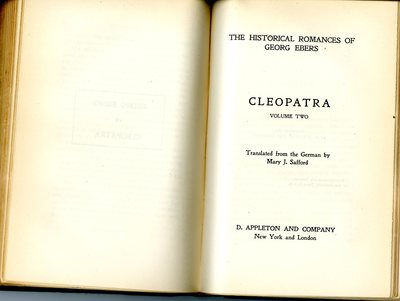 THE HISTORICAL ROMANCES OF
GEORG EBERS
CLEOPATRA
VOLUME TWO
Translated from the German by
Mary J. Safford
D. APPLETON AND COMPANY
New York and London